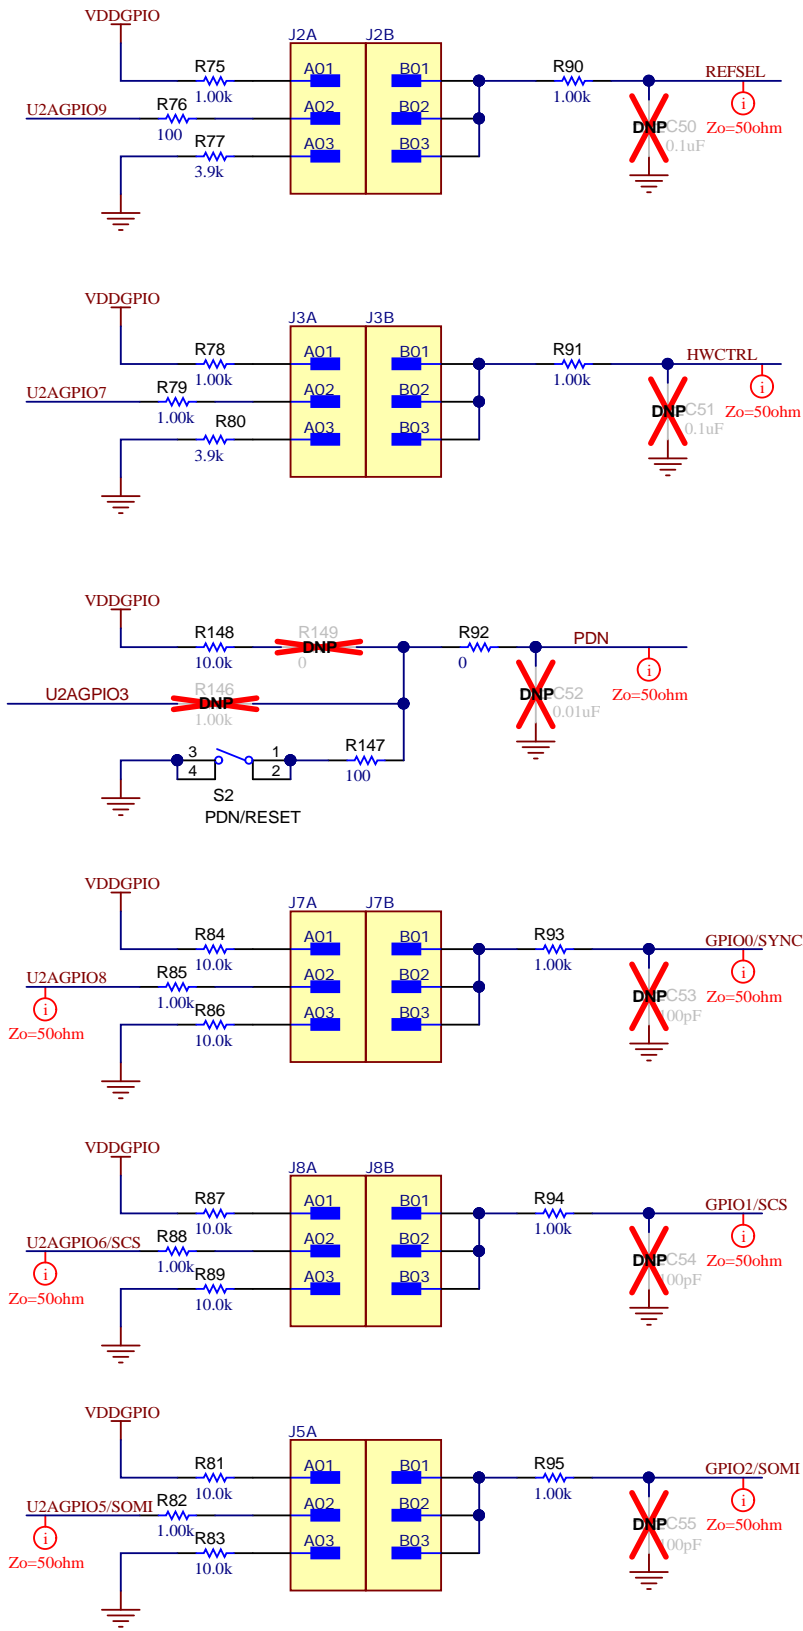 VDDGPIO
J2A J2B
R75 A01 B01 R90 REFSEL
1.00k 1.00k
U2AGPIO9 R76 A02 B02 i
100 DNP C50 Zo=50ohm
R77 A03 B03 0.1uF
3.9k
VDDGPIO
J3A J3B
R78 A01 B01 R91 HWCTRL
1.00k 1.00k
U2AGPIO7 R79 A02 B02 i
1.00k DNP C51 Zo=50ohm
R80 A03 B03 0.1uF
3.9k
VDDGPIO
R148 R149 R92 PDN
10.0k DNP 0 0 i
U2AGPIO3 R146 DNP C52 Zo=50ohm
DNP 0.01uF
1.00k
3 1 R147
4 2 100
S2
PDN/RESET
VDDGPIO
J7A J7B
R84 A01 B01 R93 GPIO0/SYNC
10.0k 1.00k
U2AGPIO8 R85 A02 B02 i
i 1.00k DNP C53 Zo=50ohm
Zo=50ohm R86 A03 B03 100pF
10.0k
VDDGPIO
J8A J8B
R87 A01 B01 R94 GPIO1/SCS
10.0k 1.00k
U2AGPIO6/SCS R88 A02 B02 i
i 1.00k DNP C54 Zo=50ohm
Zo=50ohm R89 A03 B03 100pF
10.0k
VDDGPIO
J5A
R81 A01 B01 R95 GPIO2/SOMI
10.0k 1.00k
U2AGPIO5/SOMI R82 A02 B02 i
i 1.00k DNP C55 Zo=50ohm
Zo=50ohm R83 A03 B03 100pF
10.0k